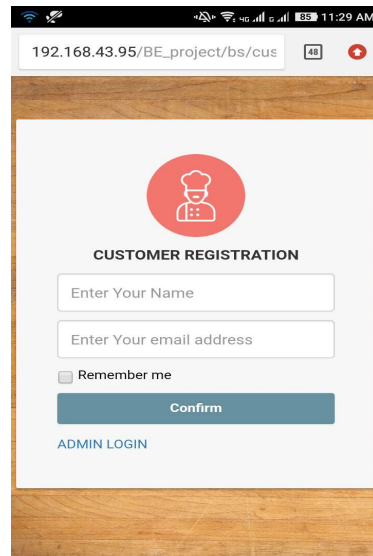 4G G 85 11:29 AM
192.168.43.95/BE_project/bs/cus 48
CUSTOMER REGISTRATION
Enter Your Name
Enter Your email address
Remember me
Confirm
ADMIN LOGIN